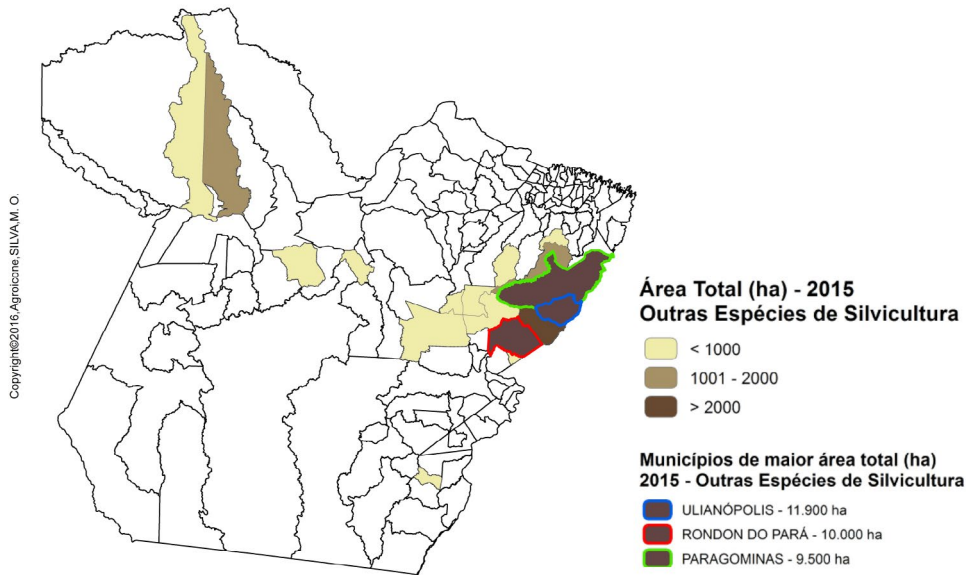 Copyright©2016,Agroicone,SILVA,M. O.
Área Total (ha) - 2015
Outras Espécies de Silvicultura
< 1000
1001 - 2000
> 2000
Municípios de maior área total (ha)
2015 - Outras Espécies de Silvicultura
ULIANÓPOLIS - 11.900 ha
RONDON DO PARÁ - 10.000 ha
PARAGOMINAS - 9.500 ha